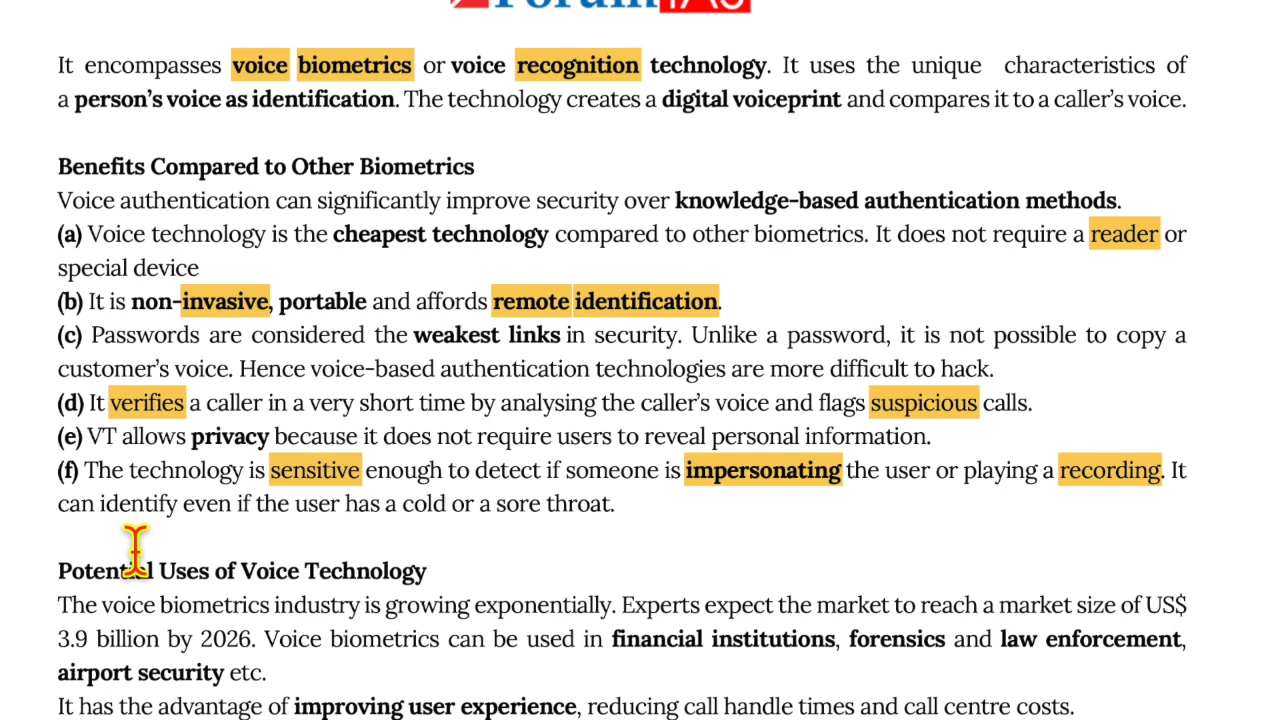 ForumIAS
It encompasses voice biometrics or voice recognition technology. It uses the unique characteristics of
a person’s voice as identification. The technology creates a digital voiceprint and compares it to a caller’s voice.
Benefits Compared to Other Biometrics
Voice authentication can significantly improve security over knowledge-based authentication methods.
(a) Voice technology is the cheapest technology compared to other biometrics. It does not require a reader or
special device
(b) It is non-invasive, portable and affords remote identification.
(c) Passwords are considered the weakest links in security. Unlike a password, it is not possible to copy a
customer’s voice. Hence voice-based authentication technologies are more difficult to hack.
(d) It verifies a caller in a very short time by analysing the caller’s voice and flags suspicious calls.
(e) VT allows privacy because it does not require users to reveal personal information.
(f) The technology is sensitive enough to detect if someone is impersonating the user or playing a recording. It
can identify even if the user has a cold or a sore throat.
Potential Uses of Voice Technology
The voice biometrics industry is growing exponentially. Experts expect the market to reach a market size of US$
3.9 billion by 2026. Voice biometrics can be used in financial institutions, forensics and law enforcement,
airport security etc.
It has the advantage of improving user experience, reducing call handle times and call centre costs.